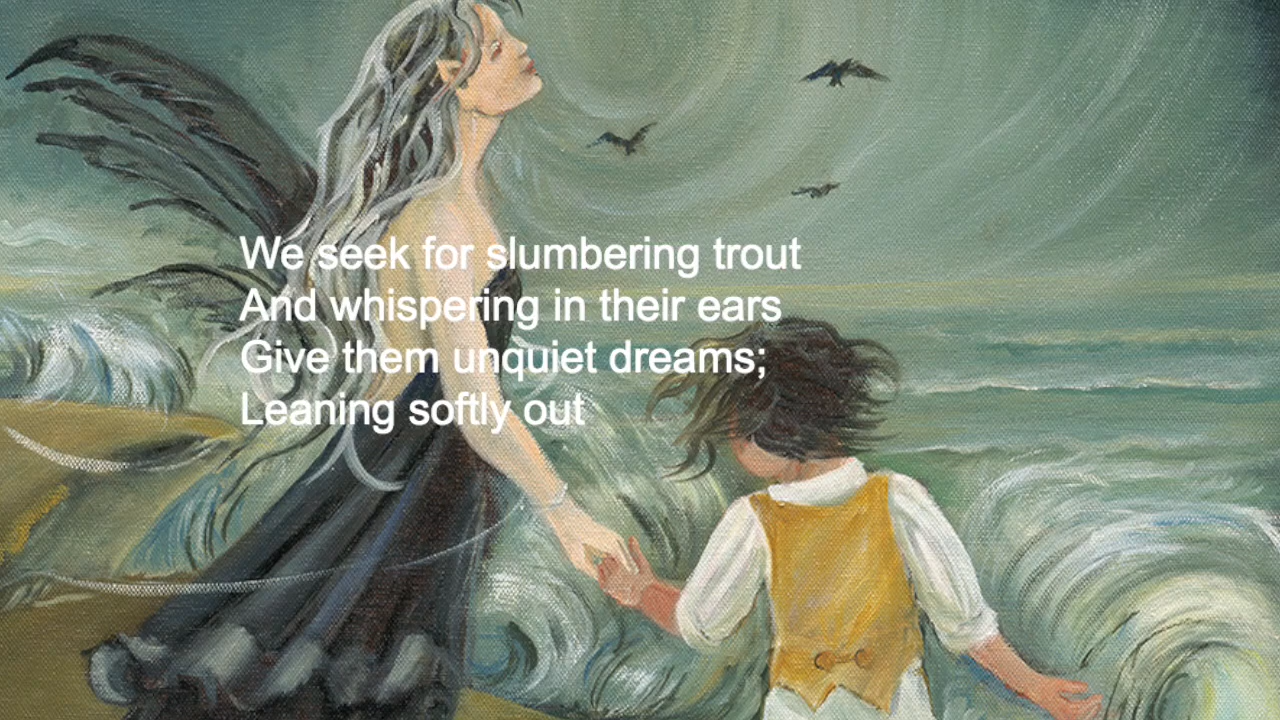 We seek for slumbering trout
And whispering in their ears
Give them unquiet dreams;
Leaning softly out